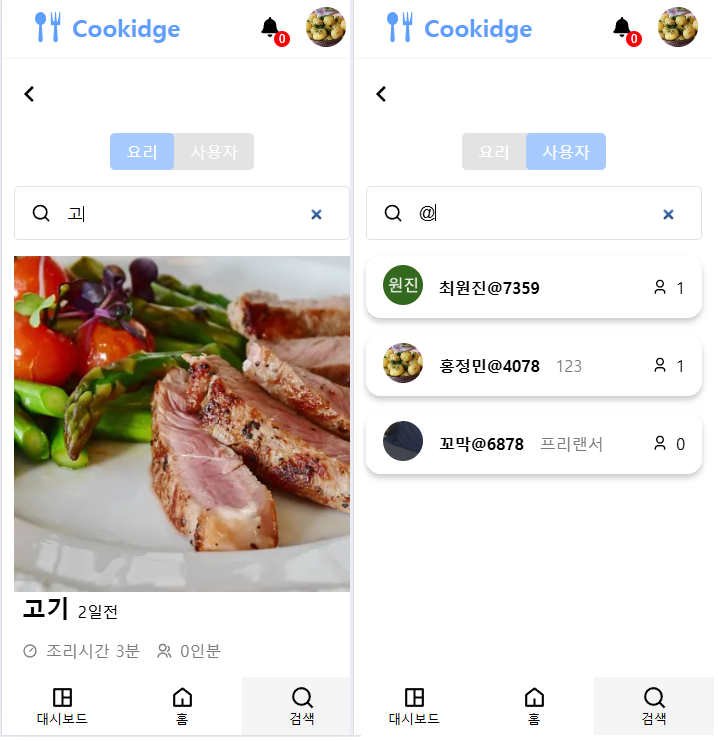 Cookidge
0
요리 사용자
고
고기 2일전
조리시간 3분 0인분
대시보드 홈 검색
Cookidge
0
요리 사용자
@
원진 최원진@7359 1
홍정민@4078 123 1
꼬막@6878 프리랜서 0
대시보드 홈 검색